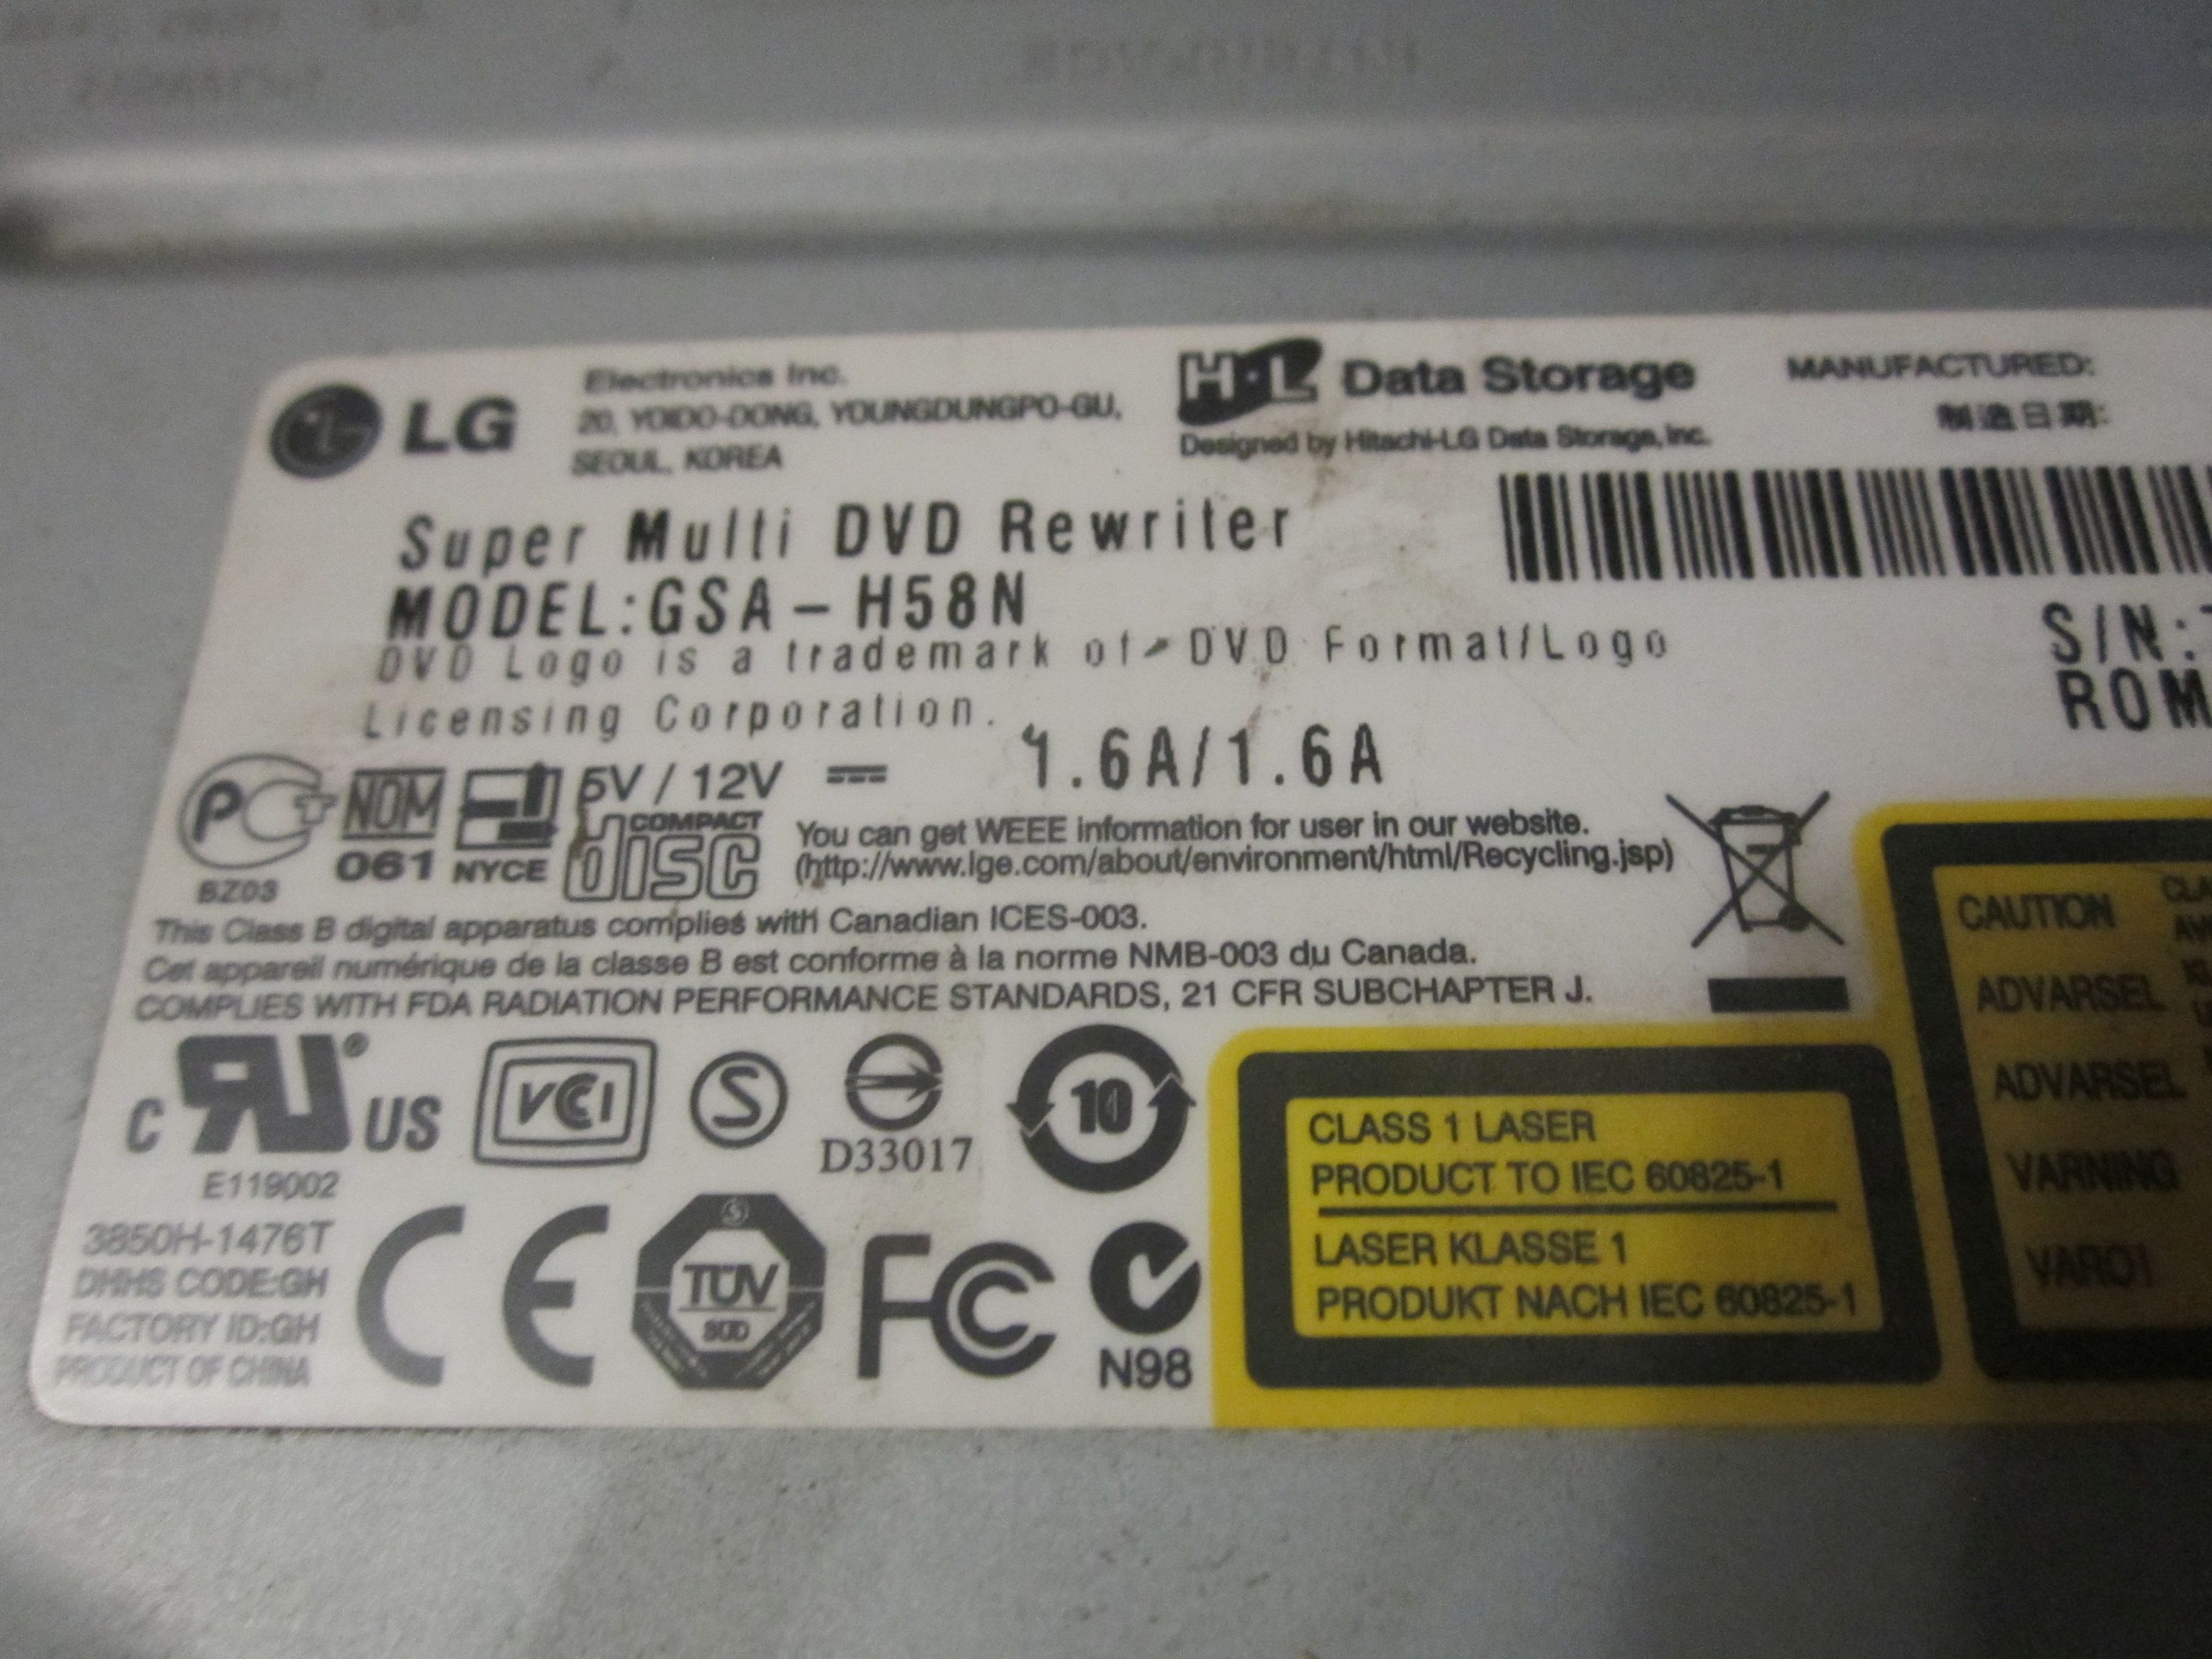 LG
Electronics Inc.
20, YOIDO-DONG, YOUNGDUNGPO-GU,
SEOUL, KOREA
H·L Data Storage
Designed by Hitachi-LG Data Storage, Inc.
MANUFACTURED:
制造日期:
Super Multi DVD Rewriter
MODEL:GSA-H58N
DVD Logo is a trademark of DVD Format/Logo
Licensing Corporation.
S/N:
ROM
5V / 12V 1.6A/1.6A
PCT
BZ03
NOM
061
NYCE
COMPACT
disc
You can get WEEE information for user in our website.
(http://www.lge.com/about/environment/html/Recycling.jsp)
This Class B digital apparatus complies with Canadian ICES-003.
Cet appareil numérique de la classe B est conforme à la norme NMB-003 du Canada.
COMPLIES WITH FDA RADIATION PERFORMANCE STANDARDS, 21 CFR SUBCHAPTER J.
C RU ® US
E119002
VCCI
S
D33017
10
3850H-1476T
DHHS CODE:GH
FACTORY ID:GH
PRODUCT OF CHINA
CE
TÜV
SÜD
FC
N98
CLASS 1 LASER
PRODUCT TO IEC 60825-1
LASER KLASSE 1
PRODUKT NACH IEC 60825-1
CAUTION
ADVARSEL
ADVARSEL
VARNING
VARO!